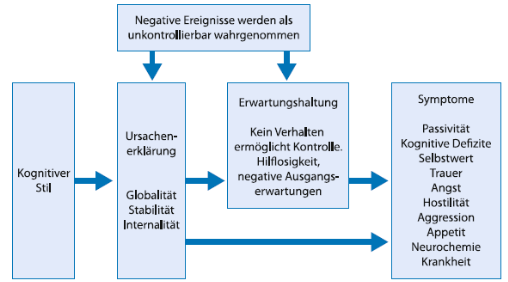 Negative Ereignisse werden als
unkontrollierbar wahrgenommen
Kognitiver
Stil
Ursachen-
erklärung
Globalität
Stabilität
Internalität
Erwartungshaltung
Kein Verhalten
ermöglicht Kontrolle.
Hilflosigkeit,
negative Ausgangs-
erwartungen
Symptome
Passivität
Kognitive Defizite
Selbstwert
Trauer
Angst
Hostilität
Aggression
Appetit
Neurochemie
Krankheit